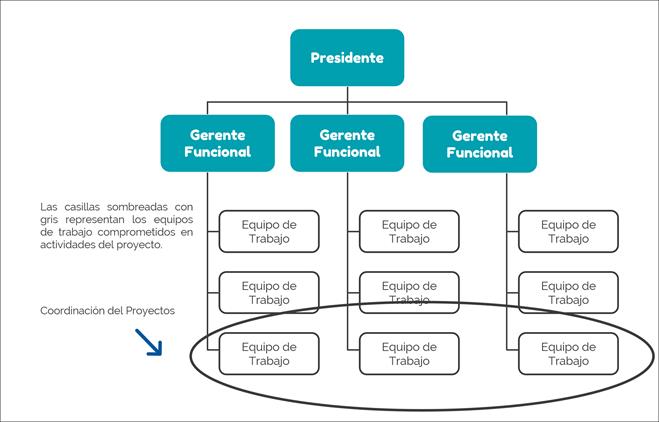 Presidente
Gerente
Funcional
Gerente
Funcional
Gerente
Funcional
Las casillas sombreadas con
gris representan los equipos
de trabajo comprometidos en
actividades del proyecto.
Equipo de
Trabajo
Equipo de
Trabajo
Equipo de
Trabajo
Equipo de
Trabajo
Equipo de
Trabajo
Equipo de
Trabajo
Coordinación del Proyectos
Equipo de
Trabajo
Equipo de
Trabajo
Equipo de
Trabajo